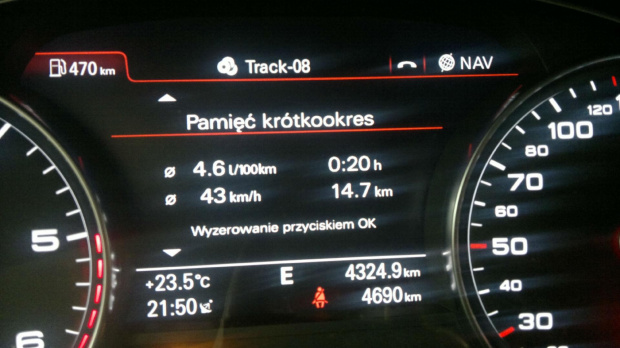 470 km Track-08 NAV
Pamięć krótkookres
ø 4.6 l/100km 0:20 h
ø 43 km/h 14.7 km
Wyzerowanie przyciskiem OK
+23.5°C E 4324.9 km
21:50 4690 km
5
6
120
100
80
70
60
50
40
30